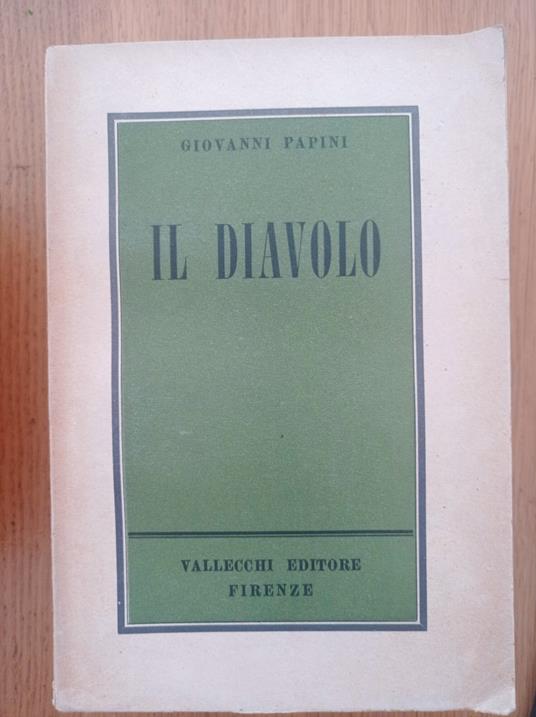 GIOVANNI PAPINI
IL DIAVOLO
VALLECCHI EDITORE
FIRENZE